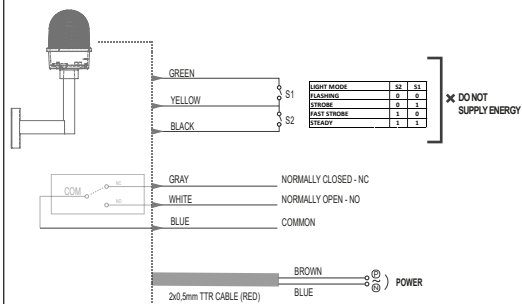 GREEN
YELLOW
BLACK
S1
S2
LIGHT MODE S2 S1
FLASHING 0 0
STROBE 0 1
FAST STROBE 1 0
STEADY 1 1
DO NOT
SUPPLY ENERGY
COM
NC
NO
GRAY NORMALLY CLOSED - NC
WHITE NORMALLY OPEN - NO
BLUE COMMON
BROWN P
BLUE N
POWER
2x0,5mm TTR CABLE (RED)